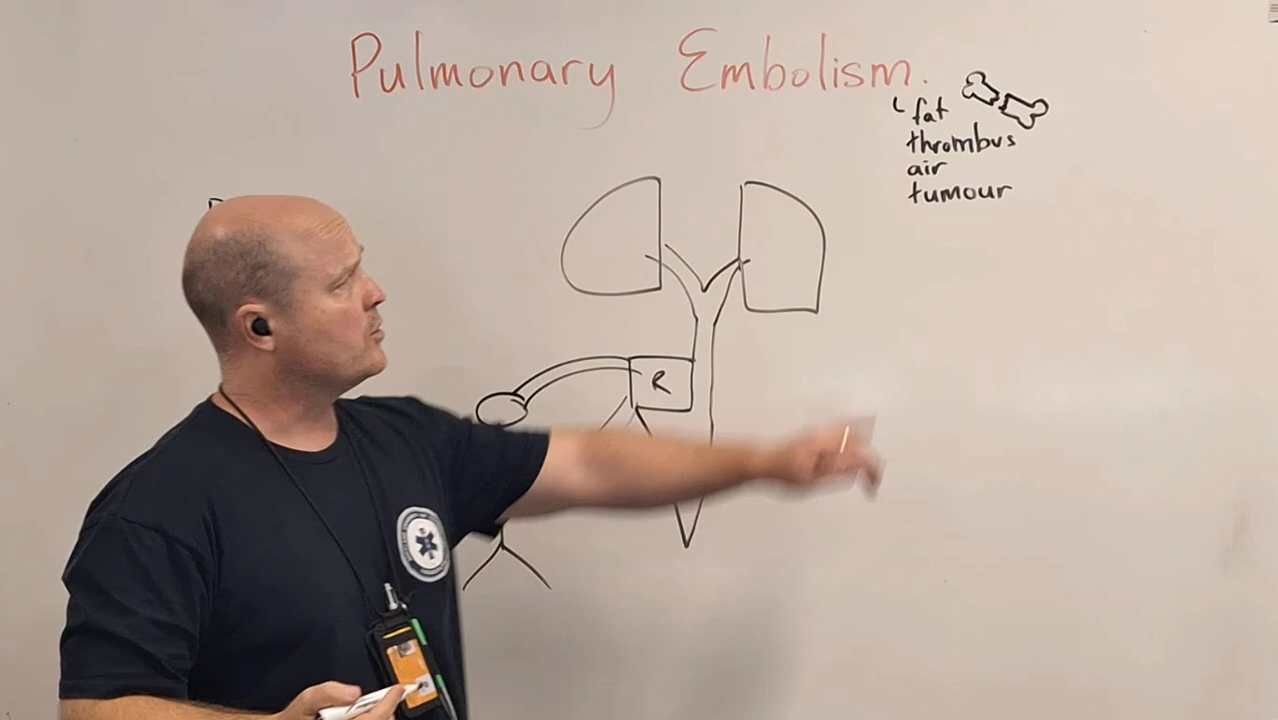 Pulmonary Embolism.
fat
thrombus
air
tumour
R